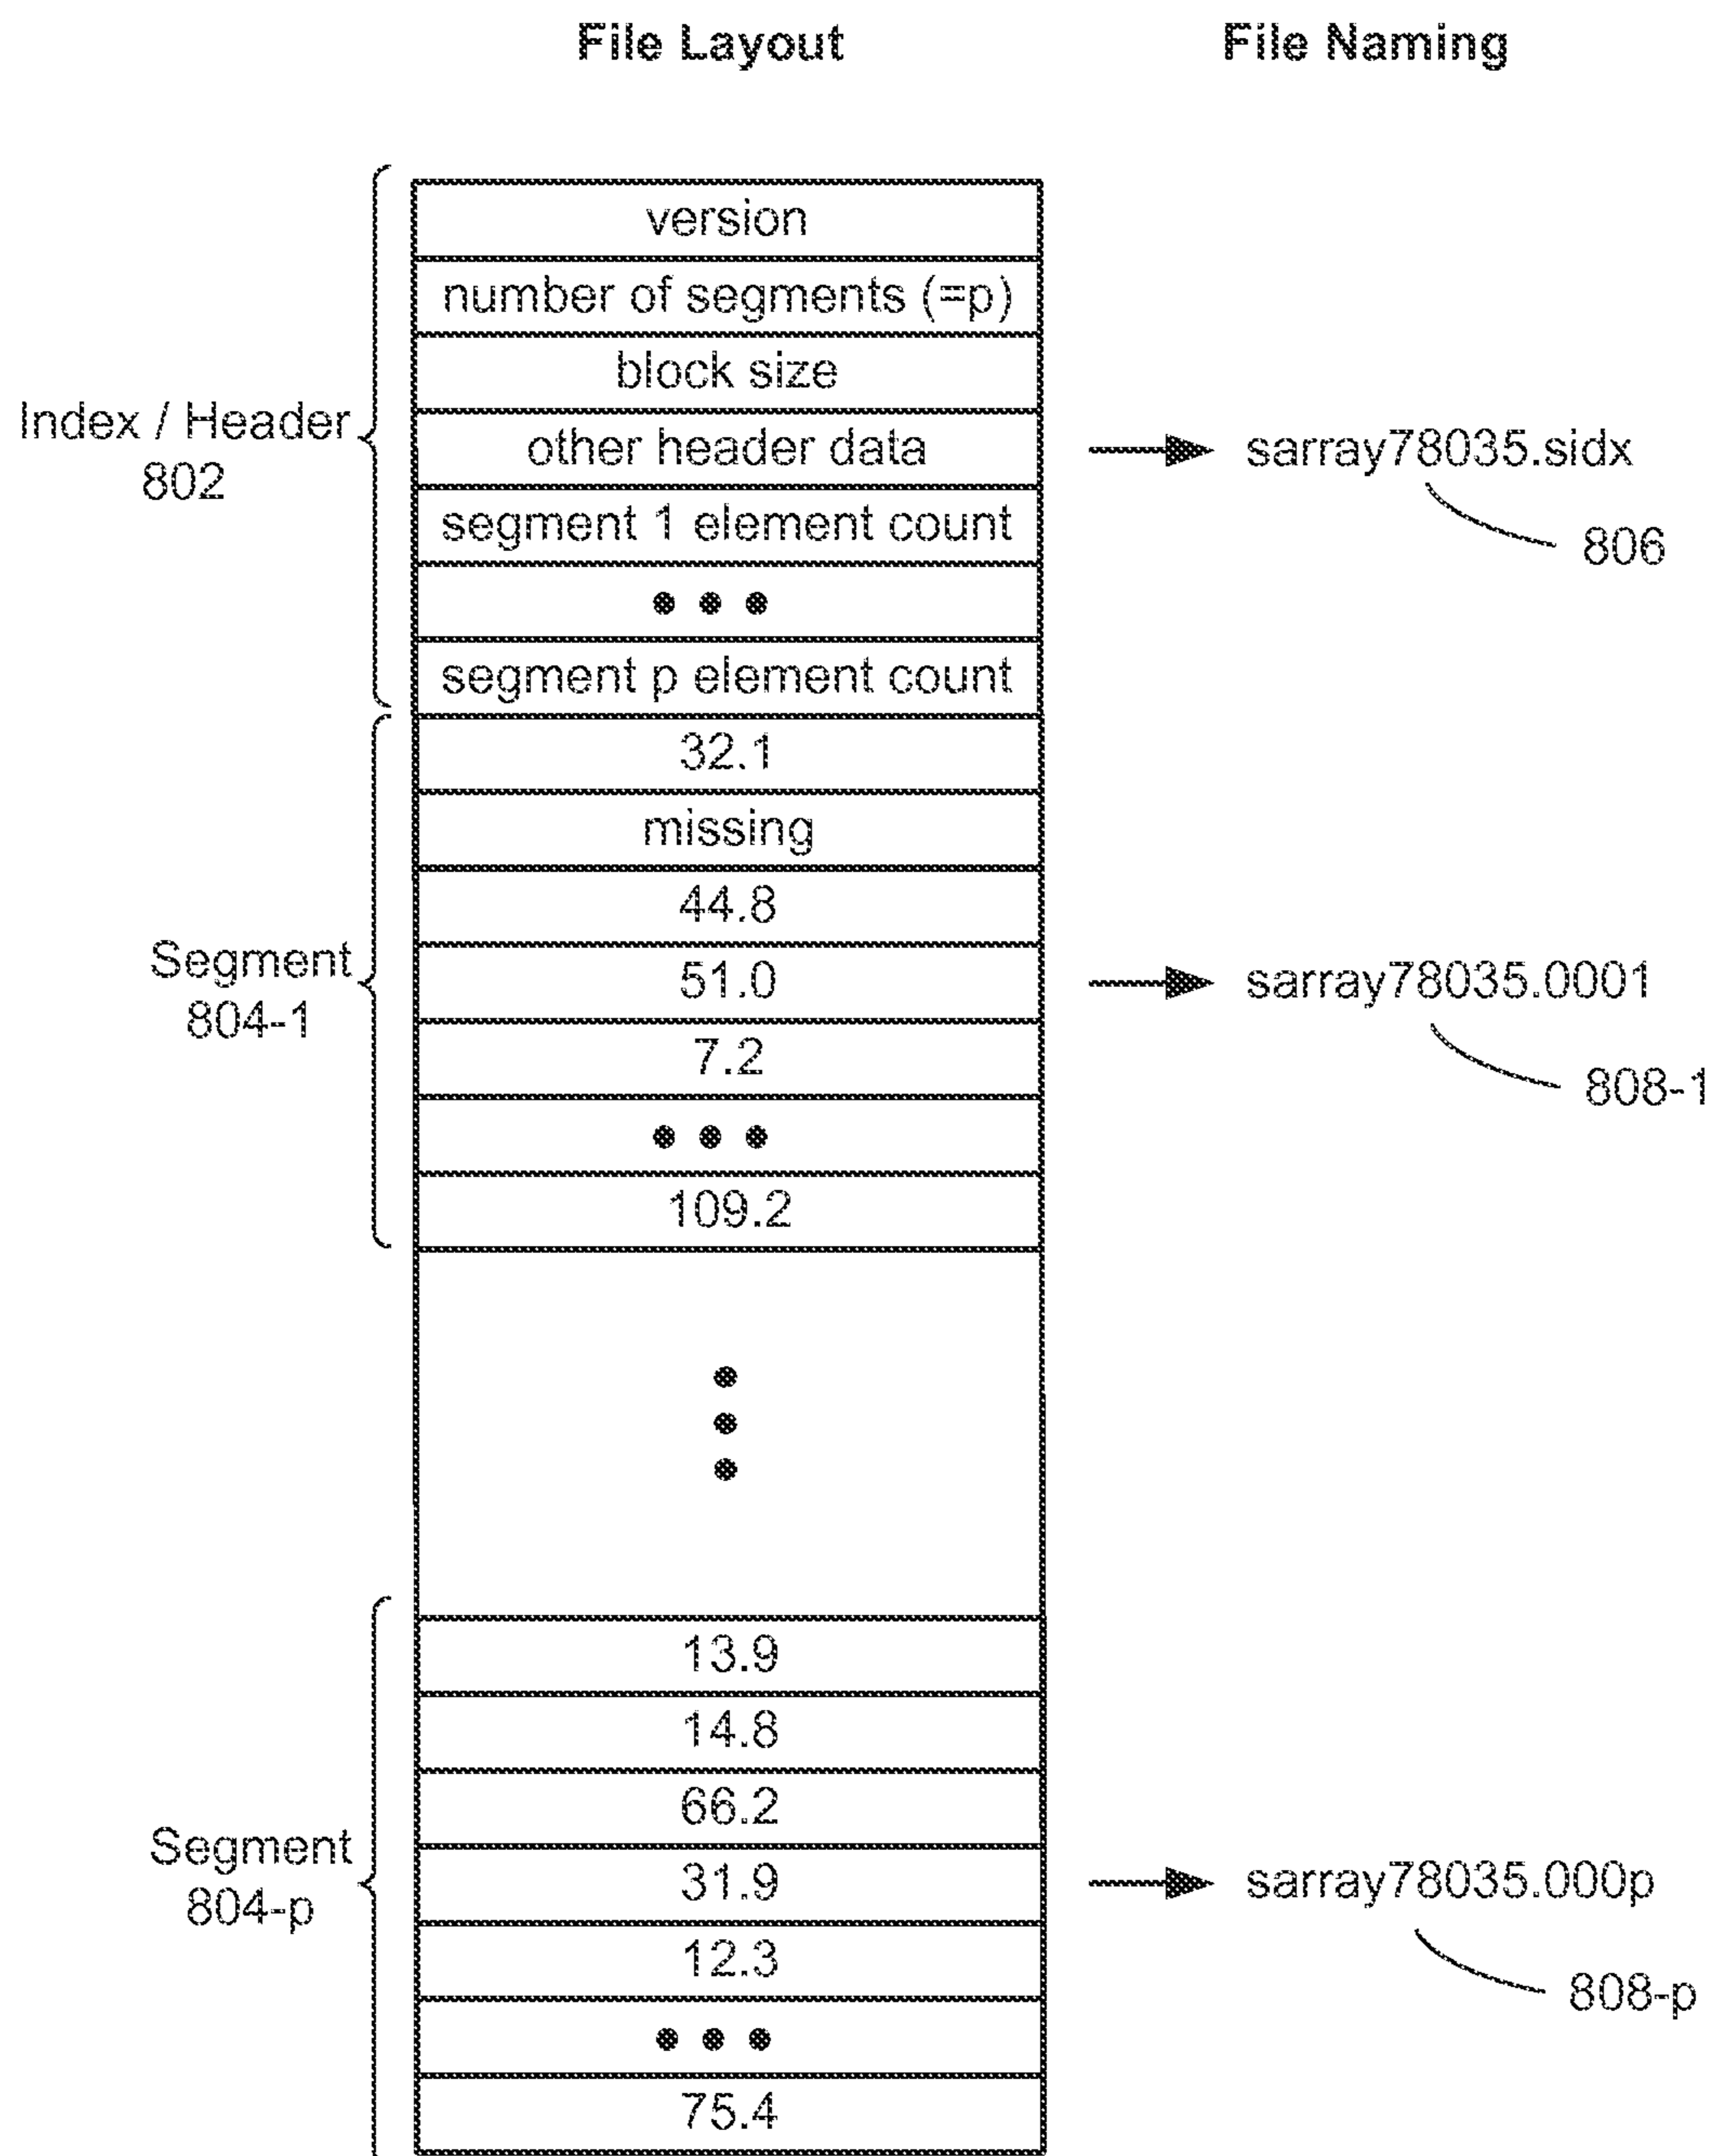 File Layout
File Naming
version
number of segments (=p)
block size
Index / Header
802
other header data
sarray78035.sidx
806
segment 1 element count
• • •
segment p element count
32.1
missing
44.8
Segment
804-1
51.0
sarray78035.0001
808-1
7.2
• • •
109.2
•
•
•
13.9
14.8
66.2
Segment
804-p
31.9
sarray78035.000p
808-p
12.3
• • •
75.4